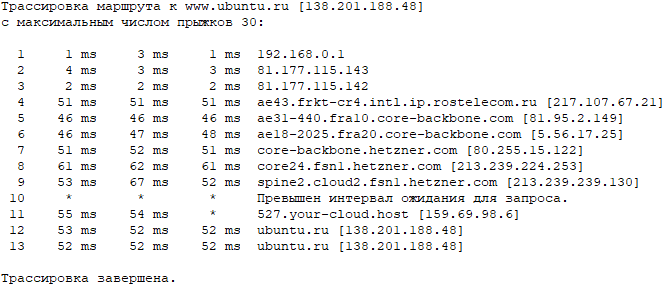 Трассировка маршрута к www.ubuntu.ru [138.201.188.48]
с максимальным числом прыжков 30:
1 1 ms 3 ms 1 ms 192.168.0.1
2 4 ms 3 ms 3 ms 81.177.115.143
3 2 ms 2 ms 2 ms 81.177.115.142
4 51 ms 51 ms 51 ms ae43.frkt-cr4.intl.ip.rostelecom.ru [217.107.67.21]
5 46 ms 46 ms 46 ms ae31-440.fra10.core-backbone.com [81.95.2.149]
6 46 ms 47 ms 48 ms ae18-2025.fra20.core-backbone.com [5.56.17.25]
7 51 ms 52 ms 51 ms core-backbone.hetzner.com [80.255.15.122]
8 61 ms 62 ms 61 ms core24.fsn1.hetzner.com [213.239.224.253]
9 53 ms 67 ms 52 ms spine2.cloud2.fsn1.hetzner.com [213.239.239.130]
10 * * * Превышен интервал ожидания для запроса.
11 55 ms 54 ms * 527.your-cloud.host [159.69.98.6]
12 53 ms 52 ms 52 ms ubuntu.ru [138.201.188.48]
13 52 ms 52 ms 52 ms ubuntu.ru [138.201.188.48]
Трассировка завершена.